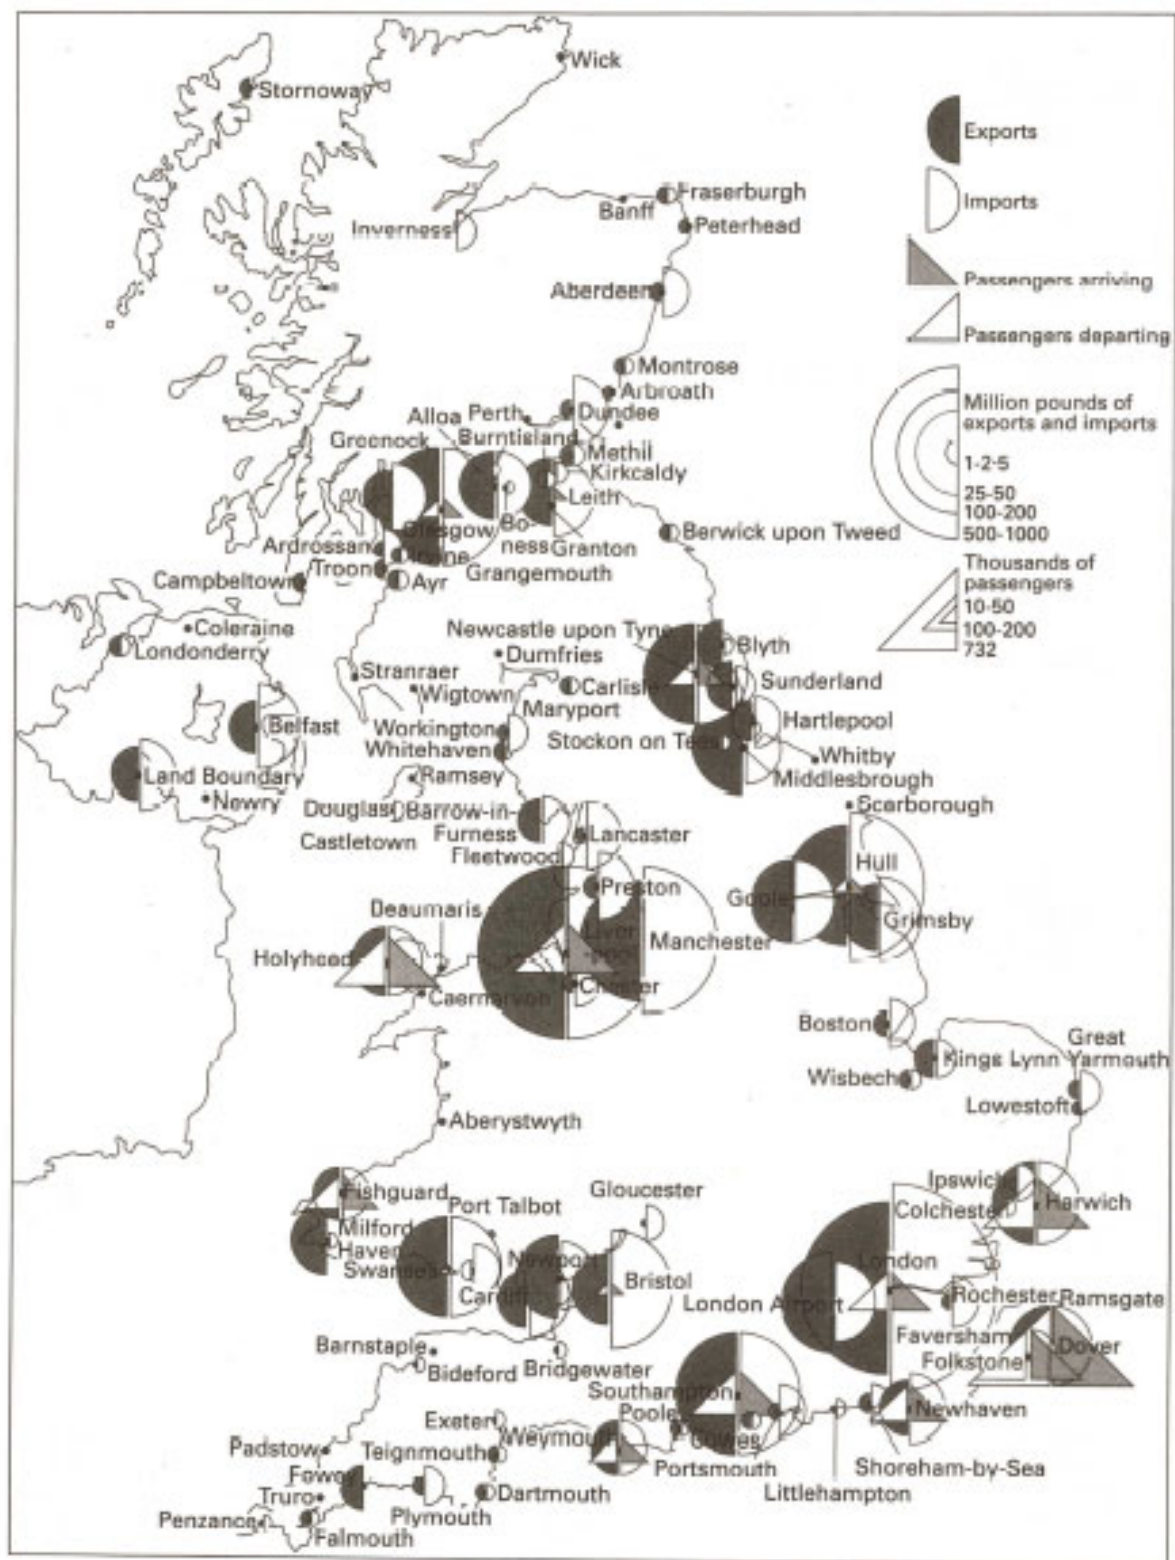 Wick
Stornoway
Exports
Fraserburgh
Banff
Imports
Inverness
Peterhead
Passengers arriving
Aberdeen
Passengers departing
Montrose
Arbroath
Million pounds of
exports and imports
1-2-5
25-50
100-200
500-1000
Alloa
Perth
Dundee
Greenock
Burntisland
Methil
Kirkcaldy
Leith
Glasgow
Bo-
ness
Granton
Berwick upon Tweed
Ardrossan
Troon
Grangemouth
Campbeltown
Ayr
Thousands of
passengers
10-50
100-200
732
Coleraine
Londonderry
Newcastle upon Tyne
Blyth
Dumfries
Stranraer
Wigtown
Carlisle
Sunderland
Maryport
Belfast
Workington
Hartlepool
Whitehaven
Stockon on Tees
Whitby
Land Boundary
Ramsey
Middlesbrough
Newry
Scarborough
Douglas
Barrow-in-
Furness
Castletown
Lancaster
Fleetwood
Hull
Preston
Goole
Grimsby
Deaumaris
Liver
pool
Manchester
Holyhead
Chester
Caernarvon
Boston
Great
Yarmouth
Kings Lynn
Wisbech
Lowestoft
Aberystwyth
Fishguard
Port Talbot
Gloucester
Ipswich
Colchester
Harwich
Milford
Haven
Swansea
Newport
Cardiff
Bristol
London
London Airport
Rochester
Ramsgate
Faversham
Folkstone
Dover
Barnstaple
Bideford
Bridgewater
Southampton
Poole
Newhaven
Exeter
Weymouth
Cowes
Padstow
Teignmouth
Portsmouth
Shoreham-by-Sea
Fowey
Littlehampton
Truro
Dartmouth
Plymouth
Penzance
Falmouth